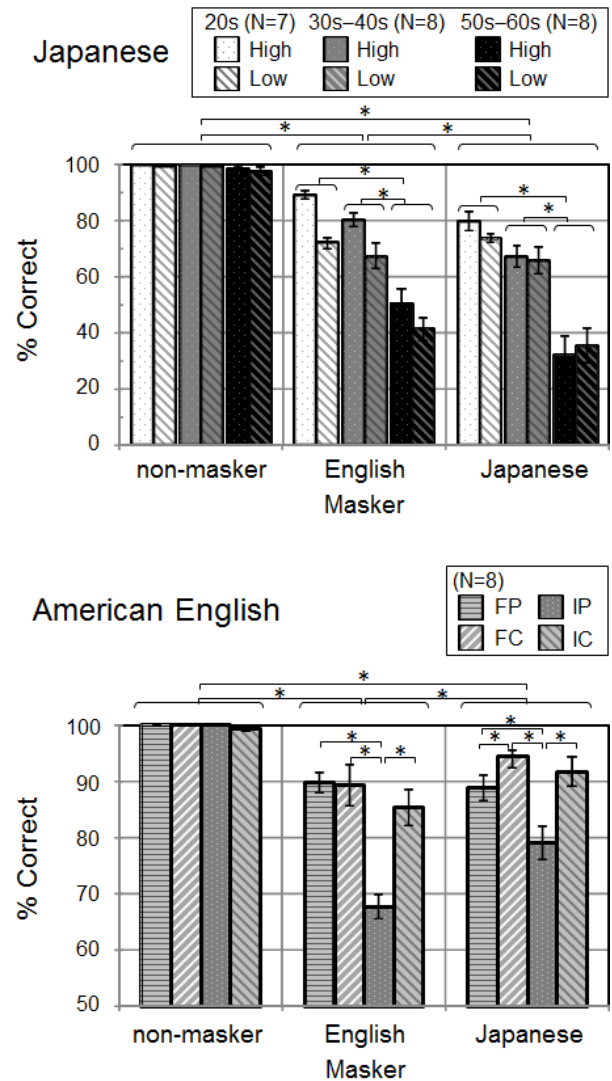 Japanese
20s (N=7) 30s–40s (N=8) 50s–60s (N=8)
High High High
Low Low Low
*
* *
* *
* *
% Correct
100
80
60
40
20
0
non-masker English Japanese
Masker
American English
(N=8)
FP IP
FC IC
*
* *
* *
* * * * *
% Correct
100
90
80
70
60
50
non-masker English Japanese
Masker